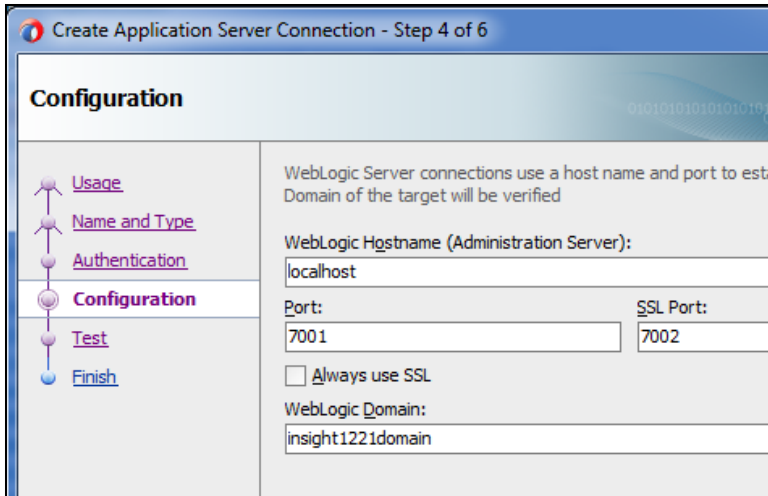 Create Application Server Connection - Step 4 of 6
Configuration
010101010101010101
Usage
Name and Type
Authentication
Configuration
Test
Finish
WebLogic Server connections use a host name and port to
Domain of the target will be verified
WebLogic Hostname (Administration Server):
localhost
Port:
SSL Port:
7001
7002
Always use SSL
WebLogic Domain:
insight1221domain